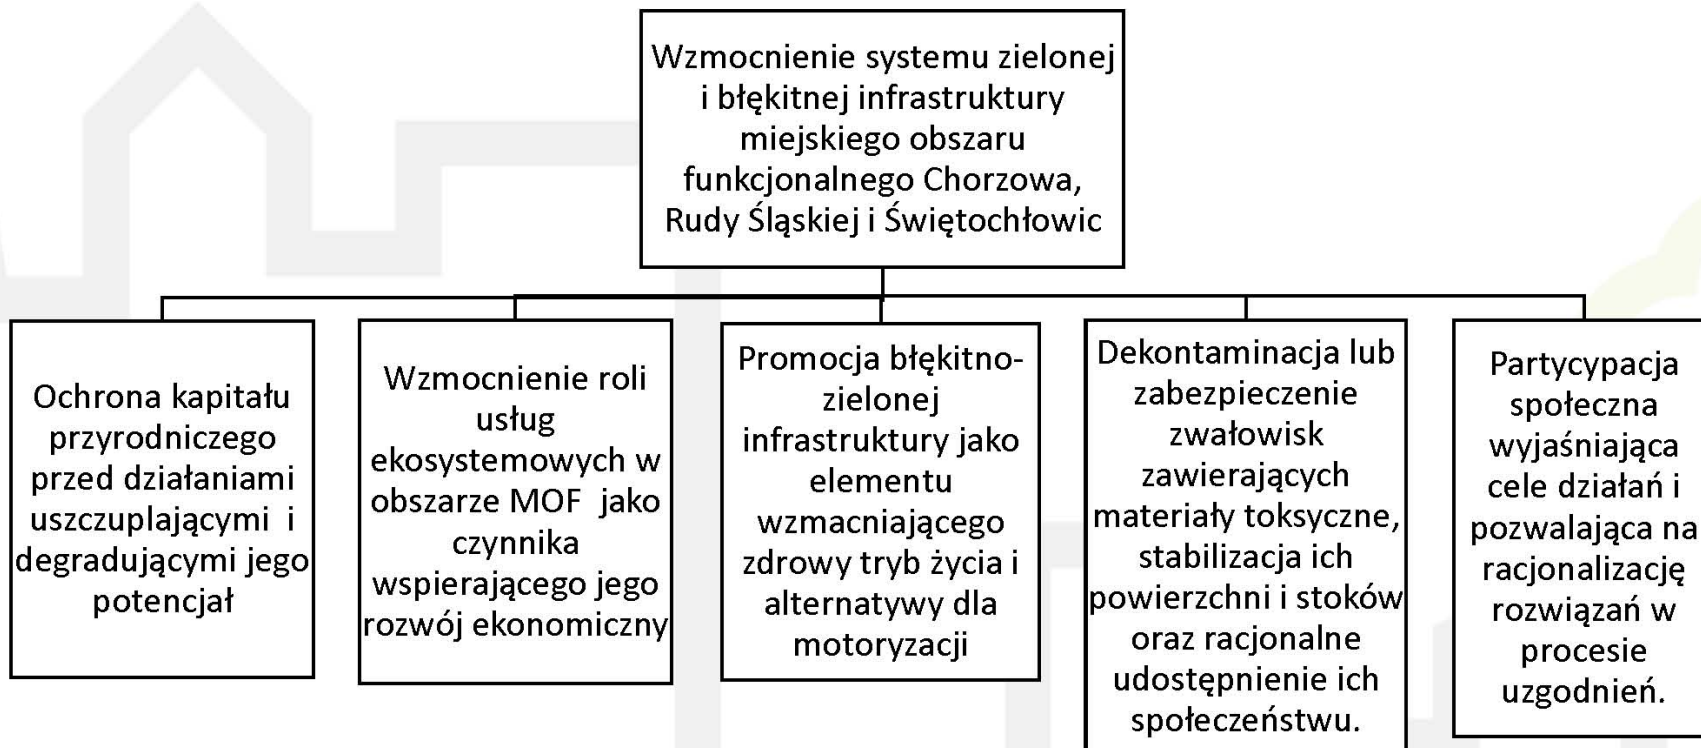 Wzmocnienie systemu zielonej
i błękitnej infrastruktury
miejskiego obszaru
funkcjonalnego Chorzowa,
Rudy Śląskiej i Świętochłowic
Ochrona kapitału
przyrodniczego
przed działaniami
uszczuplającymi i
degradującymi jego
potencjał
Wzmocnienie roli
usług
ekosystemowych w
obszarze MOF jako
czynnika
wspierającego jego
rozwój ekonomiczny
Promocja błękitno-
zielonej
infrastruktury jako
elementu
wzmacniającego
zdrowy tryb życia i
alternatywy dla
motoryzacji
Dekontaminacja lub
zabezpieczenie
zwałowisk
zawierających
materiały toksyczne,
stabilizacja ich
powierzchni i stoków
oraz racjonalne
udostępnienie ich
społeczeństwu.
Partycypacja
społeczna
wyjaśniająca
cele działań i
pozwalająca na
racjonalizację
rozwiązań w
procesie
uzgodnień.